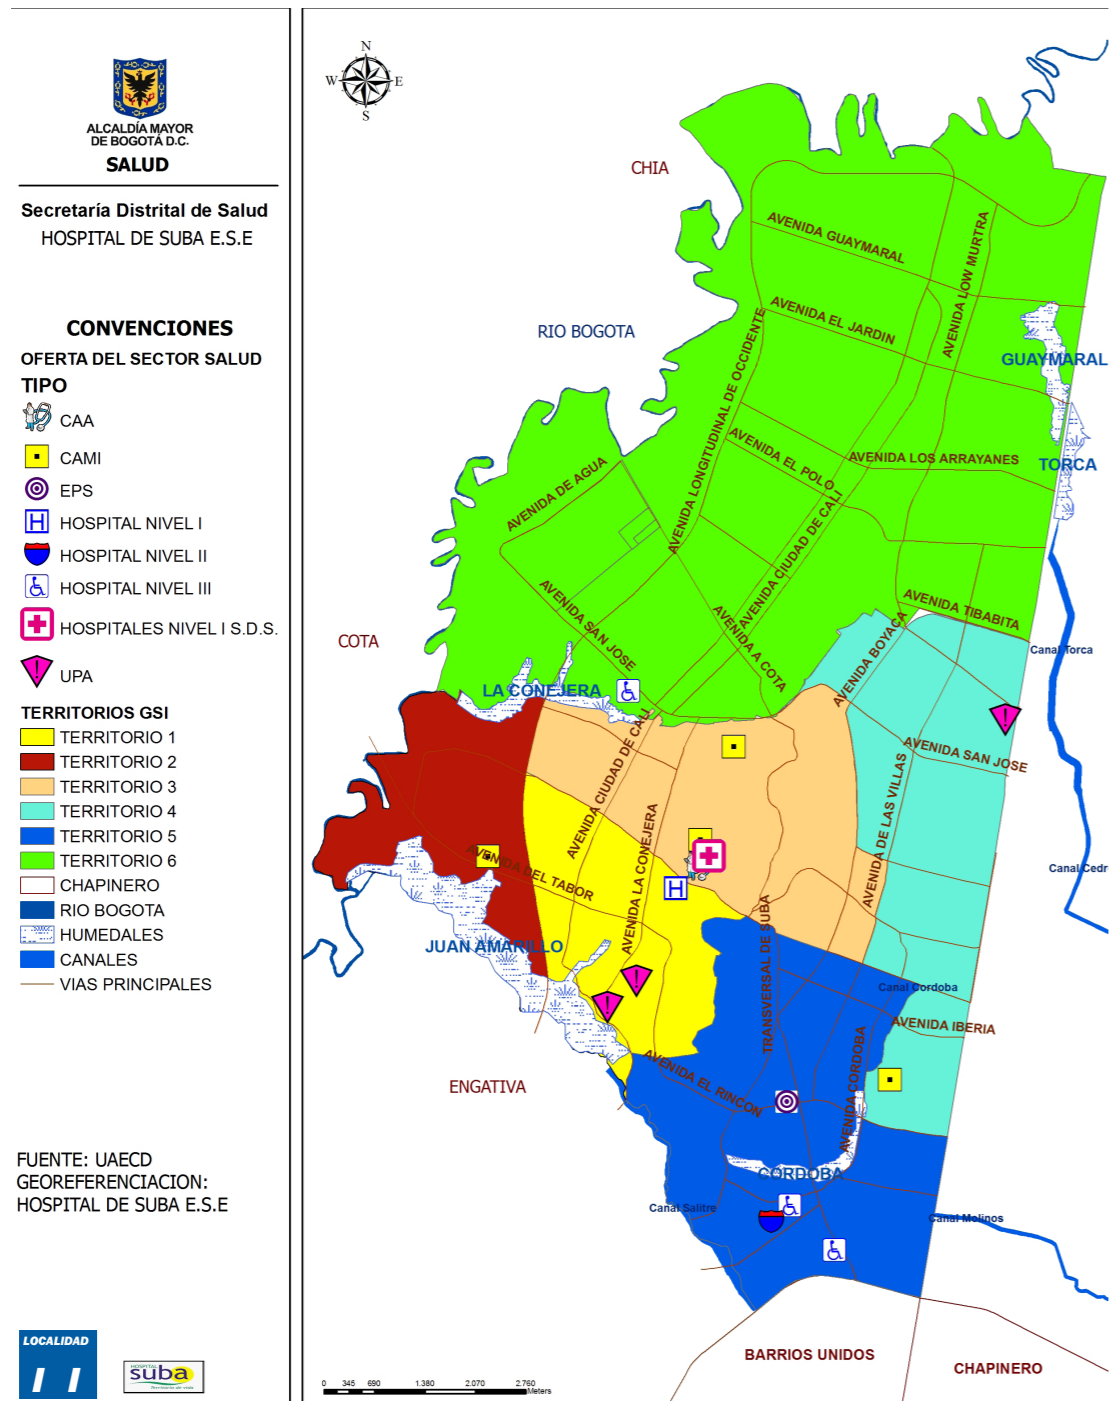 ALCALDÍA MAYOR
DE BOGOTÁ D.C.
SALUD
Secretaría Distrital de Salud
HOSPITAL DE SUBA E.S.E
CONVENCIONES
OFERTA DEL SECTOR SALUD
TIPO
CAA
CAMI
EPS
H HOSPITAL NIVEL I
HOSPITAL NIVEL II
HOSPITAL NIVEL III
HOSPITALES NIVEL I S.D.S.
! UPA
TERRITORIOS GSI
TERRITORIO 1
TERRITORIO 2
TERRITORIO 3
TERRITORIO 4
TERRITORIO 5
TERRITORIO 6
CHAPINERO
RIO BOGOTA
HUMEDALES
CANALES
VIAS PRINCIPALES
FUENTE: UAECD
GEOREFERENCIACION:
HOSPITAL DE SUBA E.S.E
LOCALIDAD
11
HOSPITAL
suba
Territorio de vida
N
W E
S
CHIA
AVENIDA GUAYMARAL
AVENIDA LOW MURTRA
AVENIDA EL JARDIN
RIO BOGOTA
GUAYMARAL
AVENIDA LONGITUDINAL DE OCCIDENTE
AVENIDA EL POLO
AVENIDA LOS ARRAYANES
TORCA
AVENIDA DE AGUA
AVENIDA CIUDAD DE CALI
AVENIDA SAN JOSE
AVENIDA A COTA
AVENIDA TIBABITA
AVENIDA BOYACA
COTA
Canal Torca
LA CONEJERA
AVENIDA CIUDAD DE CALI
AVENIDA SAN JOSE
AVENIDA DE LAS VILLAS
AVENIDA LA CONEJERA
AVENIDA DEL TABOR
H
Canal Cedr
JUAN AMARILLO
TRANSVERSAL DE SUBA
!
!
!
Canal Cordoba
AVENIDA IBERIA
AVENIDA CORDOBA
AVENIDA EL RINCON
ENGATIVA
CORDOBA
Canal Salitre
Canal Molinos
BARRIOS UNIDOS
CHAPINERO
0 345 690 1.380 2.070 2.760
Meters